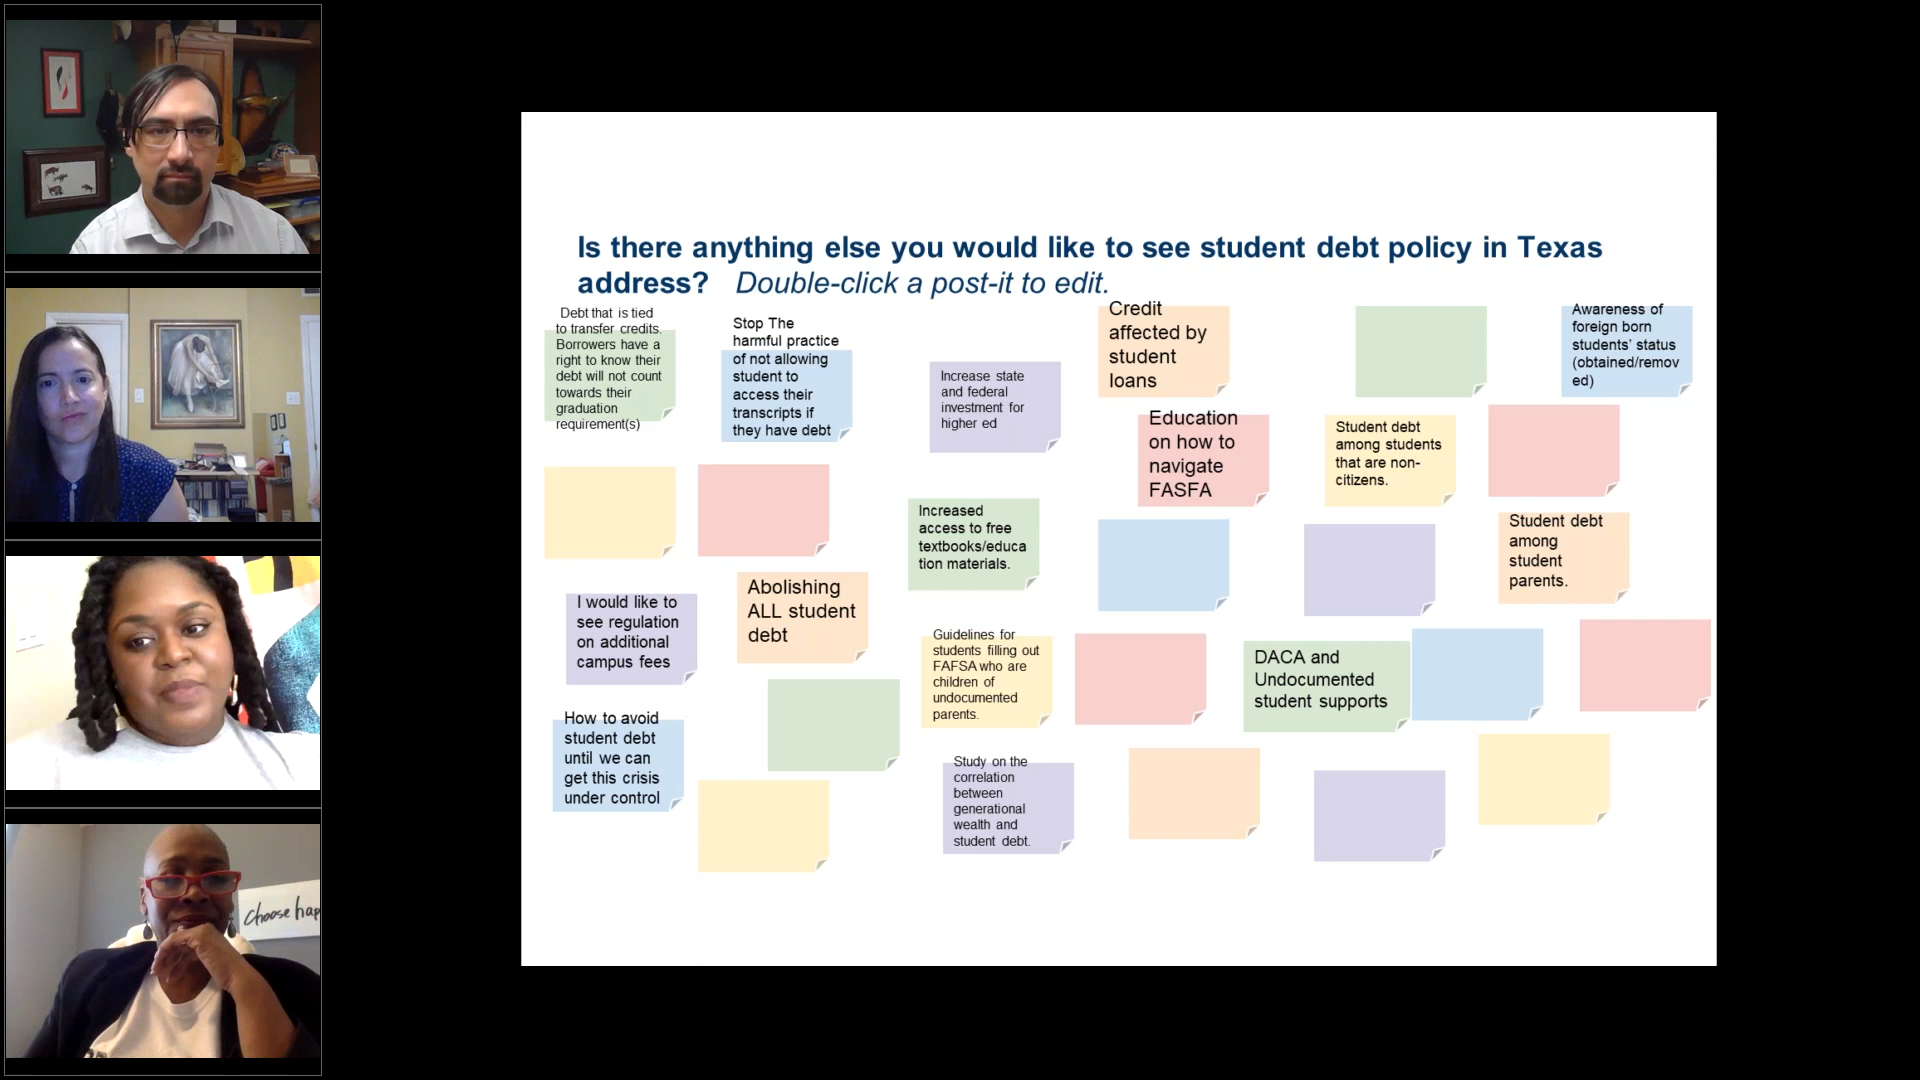 Is there anything else you would like to see student debt policy in Texas
address? Double-click a post-it to edit.
Debt that is tied
to transfer credits.
Borrowers have a
right to know their
debt will not count
towards their
graduation
requirement(s)
Stop The
harmful practice
of not allowing
student to
access their
transcripts if
they have debt
Increase state
and federal
investment for
higher ed
Credit
affected by
student
loans
Awareness of
foreign born
students' status
(obtained/remov
ed)
Education
on how to
navigate
FASFA
Student debt
among students
that are non-
citizens.
Increased
access to free
textbooks/educa
tion materials.
Student debt
among
student
parents.
I would like to
see regulation
on additional
campus fees
Abolishing
ALL student
debt
Guidelines for
students filling out
FAFSA who are
children of
undocumented
parents.
DACA and
Undocumented
student supports
How to avoid
student debt
until we can
get this crisis
under control
Study on the
correlation
between
generational
wealth and
student debt.
Choose hap